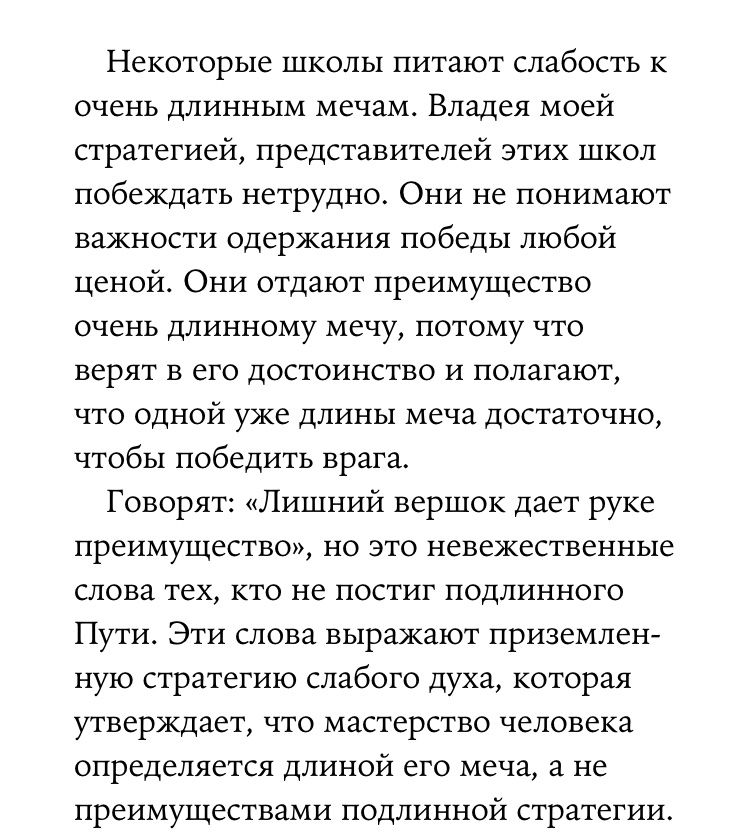 Некоторые школы питают слабость к
очень длинным мечам. Владея моей
стратегией, представителей этих школ
побеждать нетрудно. Они не понимают
важности одержания победы любой
ценой. Они отдают преимущество
очень длинному мечу, потому что
верят в его достоинство и полагают,
что одной уже длины меча достаточно,
чтобы победить врага.
Говорят: «Лишний вершок дает руке
преимущество», но это невежественные
слова тех, кто не постиг подлинного
Пути. Эти слова выражают приземлен-
ную стратегию слабого духа, которая
утверждает, что мастерство человека
определяется длиной его меча, а не
преимуществами подлинной стратегии.